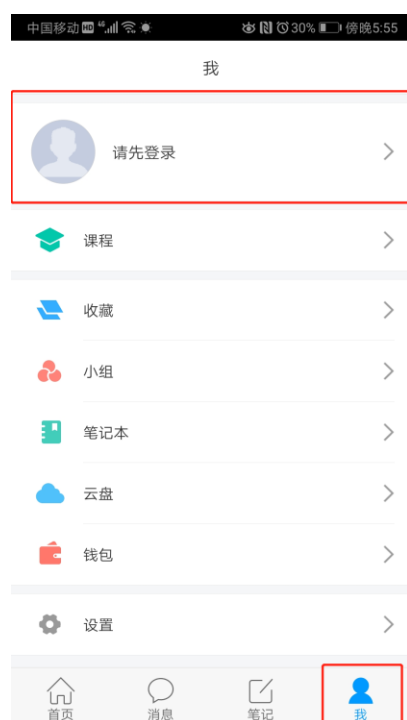 中国移动 HD 46 30% 傍晚5:55
我
请先登录
课程
收藏
小组
笔记本
云盘
钱包
设置
首页 消息 笔记 我